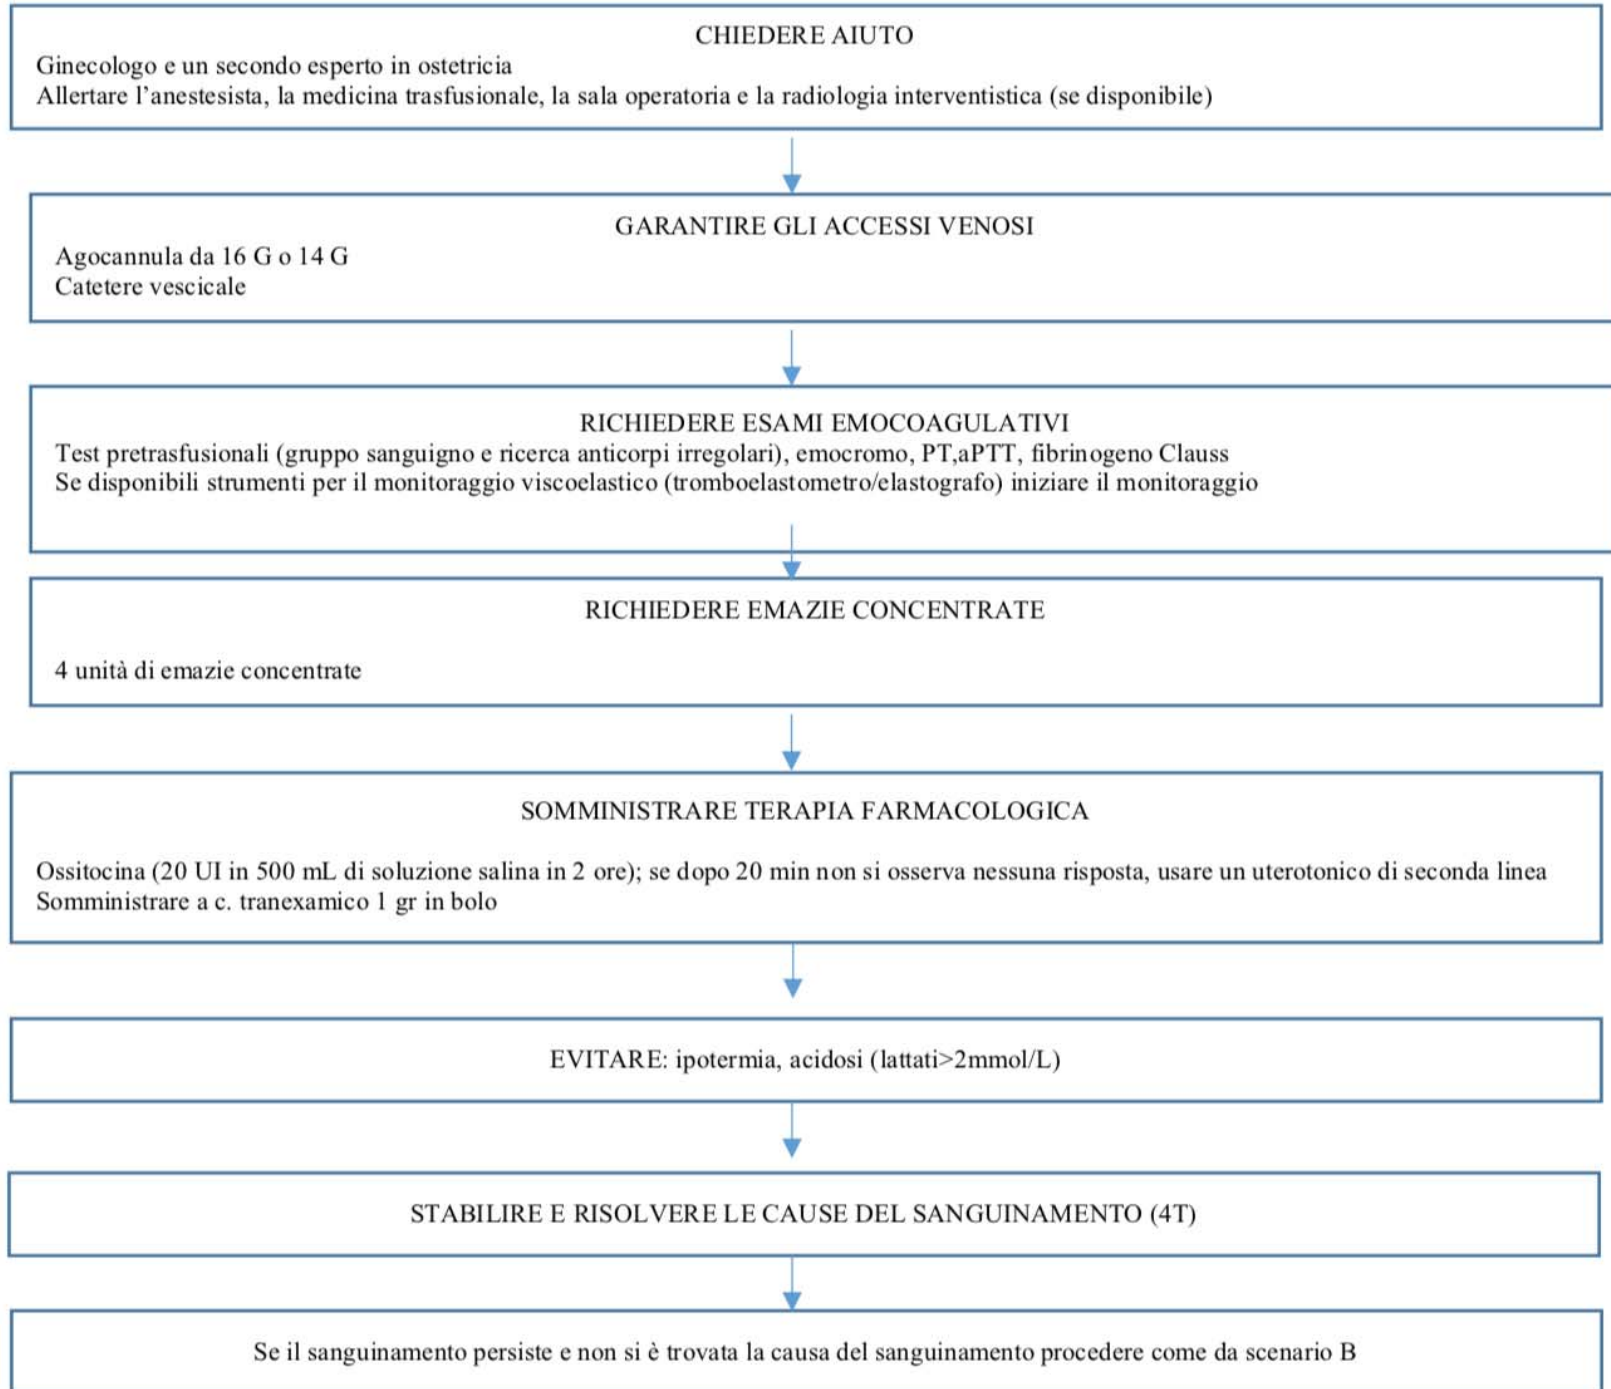 CHIEDERE AIUTO
Ginecologo e un secondo esperto in ostetricia
Allertare l’anestesista, la medicina trasfusionale, la sala operatoria e la radiologia interventistica (se disponibile)
GARANTIRE GLI ACCESSI VENOSI
Agocannula da 16 G o 14 G
Catetere vescicale
RICHIEDERE ESAMI EMOCOAGULATIVI
Test pretrasfusionali (gruppo sanguigno e ricerca anticorpi irregolari), emocromo, PT,aPTT, fibrinogeno Clauss
Se disponibili strumenti per il monitoraggio viscoelastico (tromboelastometro/elastografo) iniziare il monitoraggio
RICHIEDERE EMAZIE CONCENTRATE
4 unità di emazie concentrate
SOMMINISTRARE TERAPIA FARMACOLOGICA
Ossitocina (20 UI in 500 mL di soluzione salina in 2 ore); se dopo 20 min non si osserva nessuna risposta, usare un uterotonico di seconda linea
Somministrare a c. tranexamico 1 gr in bolo
EVITARE: ipotermia, acidosi (lattati>2mmol/L)
STABILIRE E RISOLVERE LE CAUSE DEL SANGUINAMENTO (4T)
Se il sanguinamento persiste e non si è trovata la causa del sanguinamento procedere come da scenario B